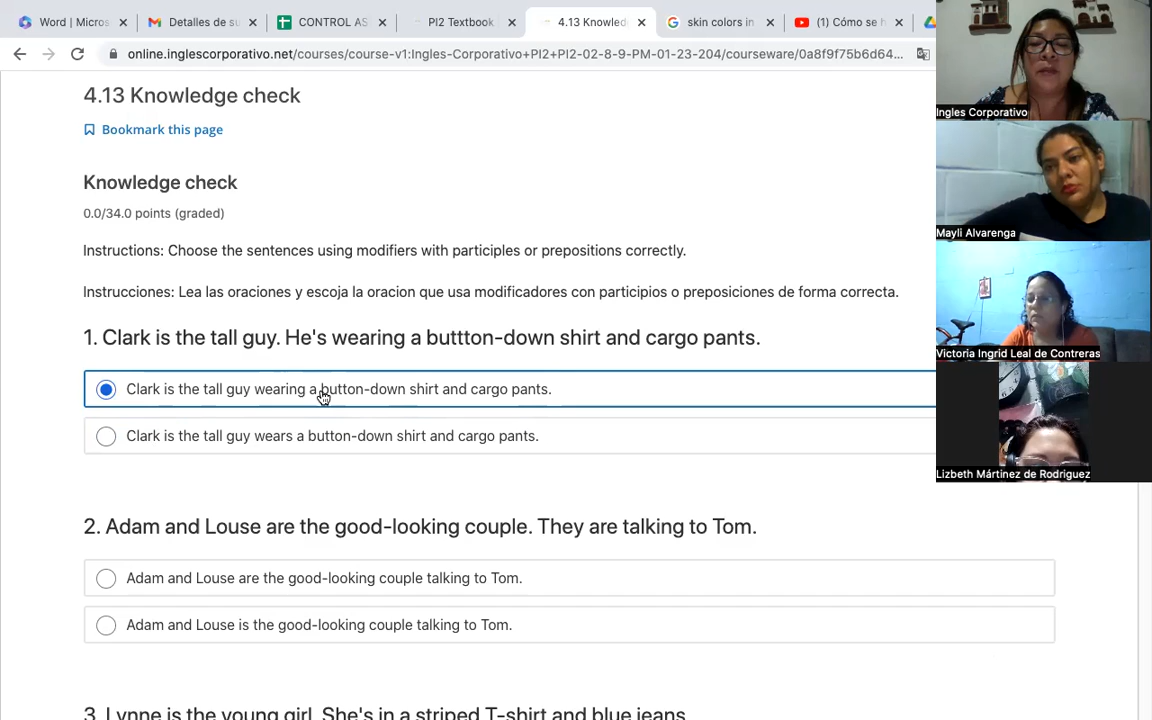 Word | Micros
Detalles de su
CONTROL AS
PI2 Textbook
4.13 Knowled
skin colors in
(1) Cómo se h
online.inglescorporativo.net/courses/course-v1:Ingles-Corporativo+PI2+PI2-02-8-9-PM-01-23-204/courseware/0a8f9f75b6d64...
4.13 Knowledge check
Bookmark this page
Knowledge check
0.0/34.0 points (graded)
Instructions: Choose the sentences using modifiers with participles or prepositions correctly.
Instrucciones: Lea las oraciones y escoja la oracion que usa modificadores con participios o preposiciones de forma correcta.
1. Clark is the tall guy. He's wearing a buttton-down shirt and cargo pants.
Clark is the tall guy wearing a button-down shirt and cargo pants.
Clark is the tall guy wears a button-down shirt and cargo pants.
2. Adam and Louse are the good-looking couple. They are talking to Tom.
Adam and Louse are the good-looking couple talking to Tom.
Adam and Louse is the good-looking couple talking to Tom.
3. Lynne is the young girl. She's in a striped T-shirt and blue jeans.
Ingles Corporativo
Mayli Alvarenga
Victoria Ingrid Leal de Contreras
Lizbeth Mártinez de Rodriguez